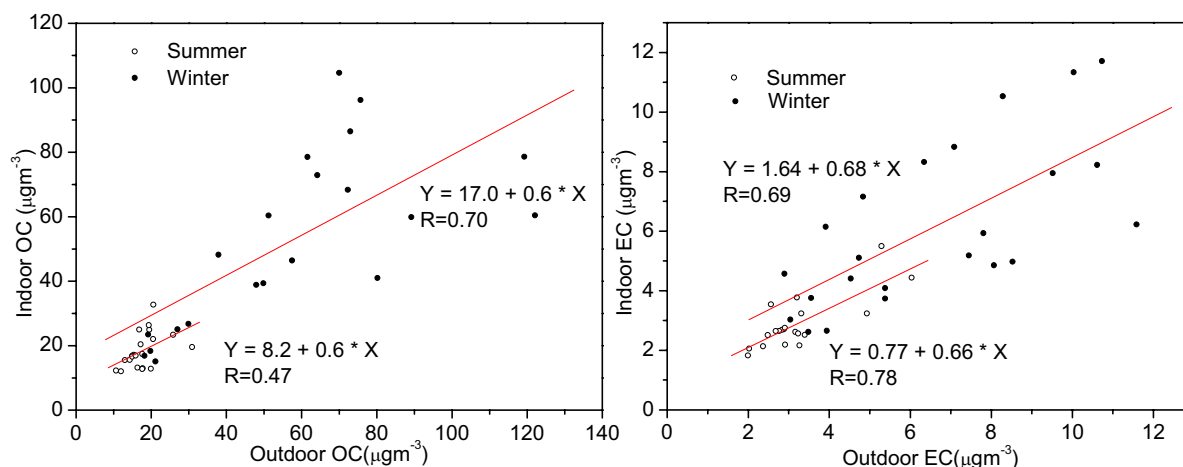 120
100
80
60
40
20
0
Indoor OC (μgm-3)
Summer
Winter
Y = 17.0 + 0.6 * X
R=0.70
Y = 8.2 + 0.6 * X
R=0.47
0 20 40 60 80 100 120 140
Outdoor OC(μgm-3)
12
10
8
6
4
2
0
Indoor EC (μgm-3)
Summer
Winter
Y = 1.64 + 0.68 * X
R=0.69
Y = 0.77 + 0.66 * X
R=0.78
0 2 4 6 8 10 12
Outdoor EC(μgm-3)